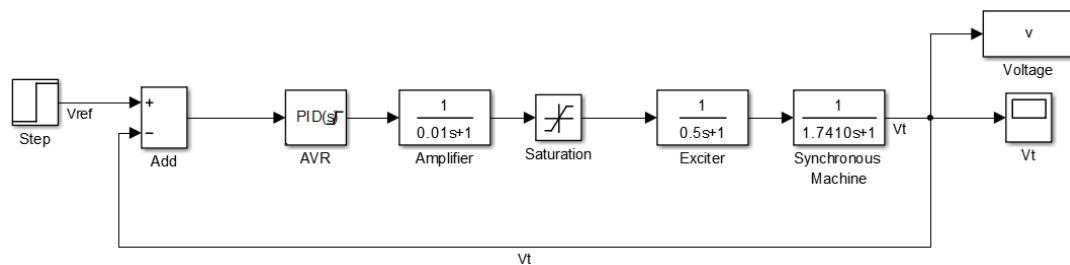 Step
Vref
+
−
Add
PID(s)
AVR
1
0.01s+1
Amplifier
Saturation
1
0.5s+1
Exciter
1
1.7410s+1
Synchronous
Machine
Vt
v
Voltage
Vt
Vt